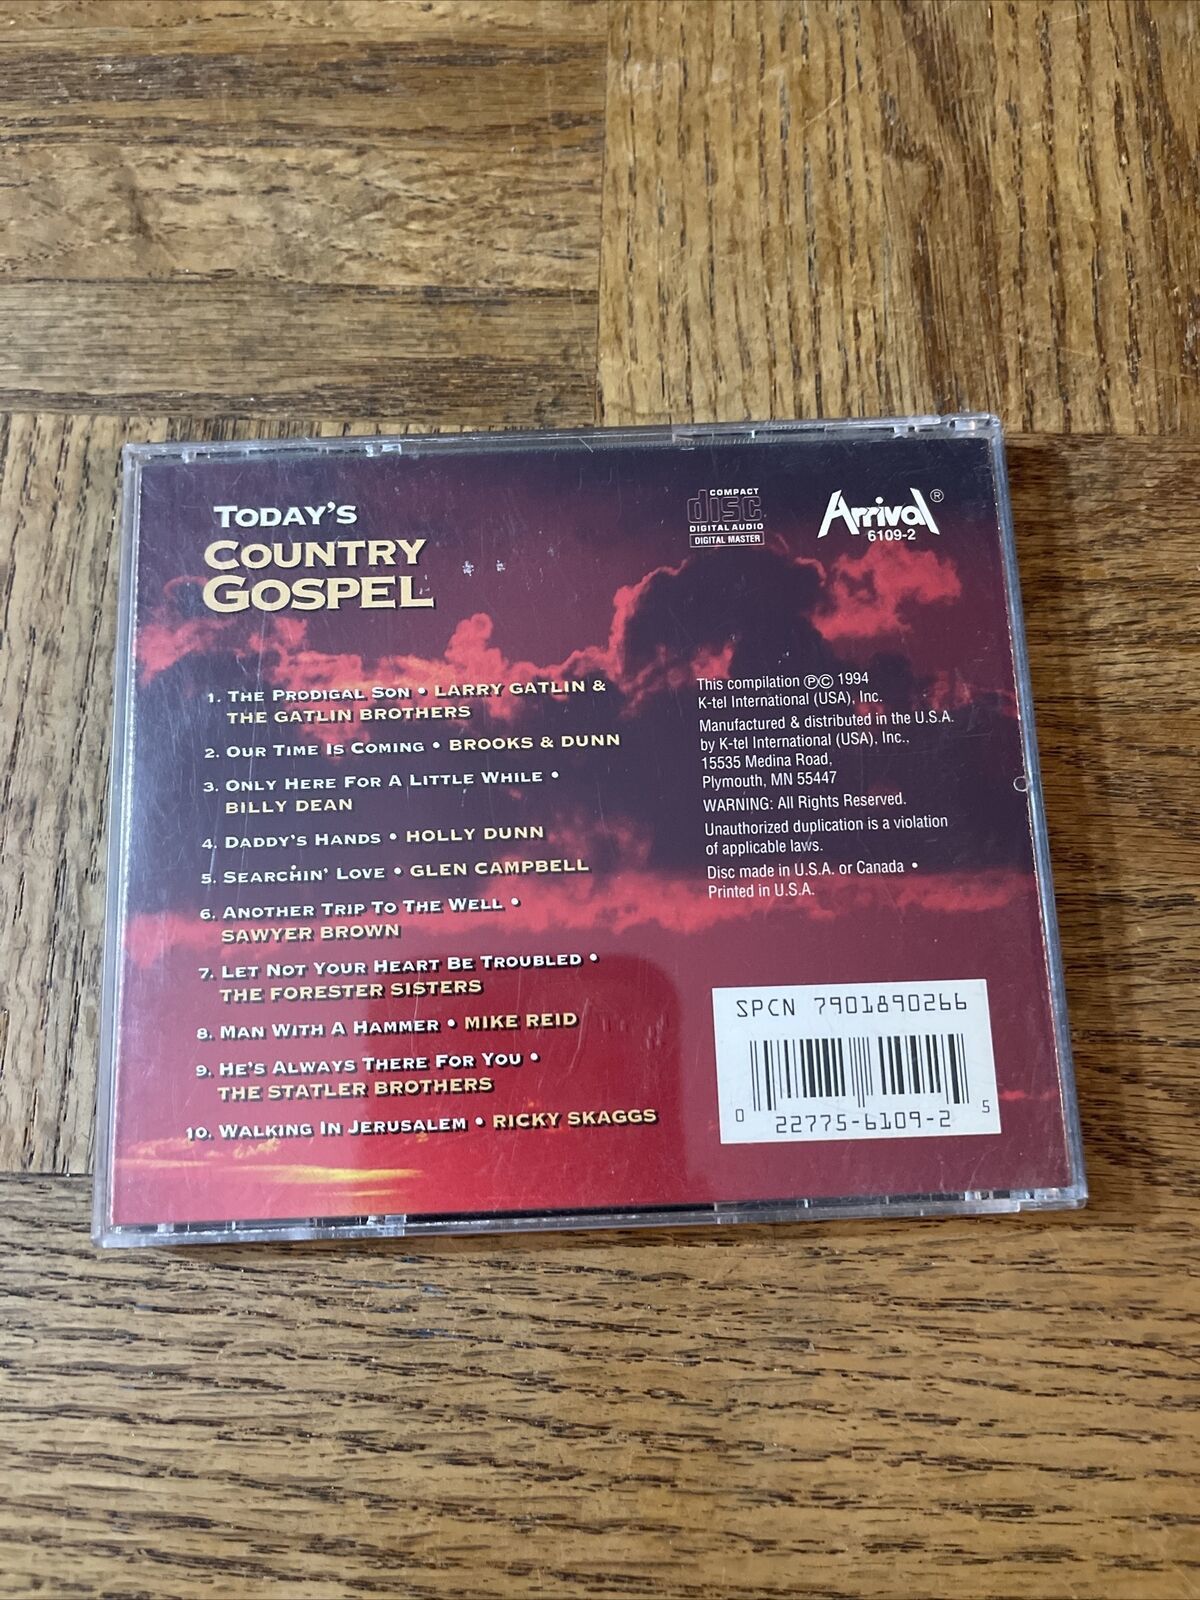 TODAY'S
COUNTRY
GOSPEL
COMPACT
disc
DIGITAL AUDIO
DIGITAL MASTER
Arrival ®
6109-2
1. THE PRODIGAL SON • LARRY GATLIN &
THE GATLIN BROTHERS
2. OUR TIME IS COMING • BROOKS & DUNN
3. ONLY HERE FOR A LITTLE WHILE •
BILLY DEAN
4. DADDY'S HANDS • HOLLY DUNN
5. SEARCHIN' LOVE • GLEN CAMPBELL
6. ANOTHER TRIP TO THE WELL •
SAWYER BROWN
7. LET NOT YOUR HEART BE TROUBLED •
THE FORESTER SISTERS
8. MAN WITH A HAMMER • MIKE REID
9. HE'S ALWAYS THERE FOR YOU •
THE STATLER BROTHERS
10. WALKING IN JERUSALEM • RICKY SKAGGS
This compilation ℗© 1994
K-tel International (USA), Inc.
Manufactured & distributed in the U.S.A.
by K-tel International (USA), Inc.,
15535 Medina Road,
Plymouth, MN 55447
WARNING: All Rights Reserved.
Unauthorized duplication is a violation
of applicable laws.
Disc made in U.S.A. or Canada •
Printed in U.S.A.
SPCN 7901890266
0 22775-6109-2 5